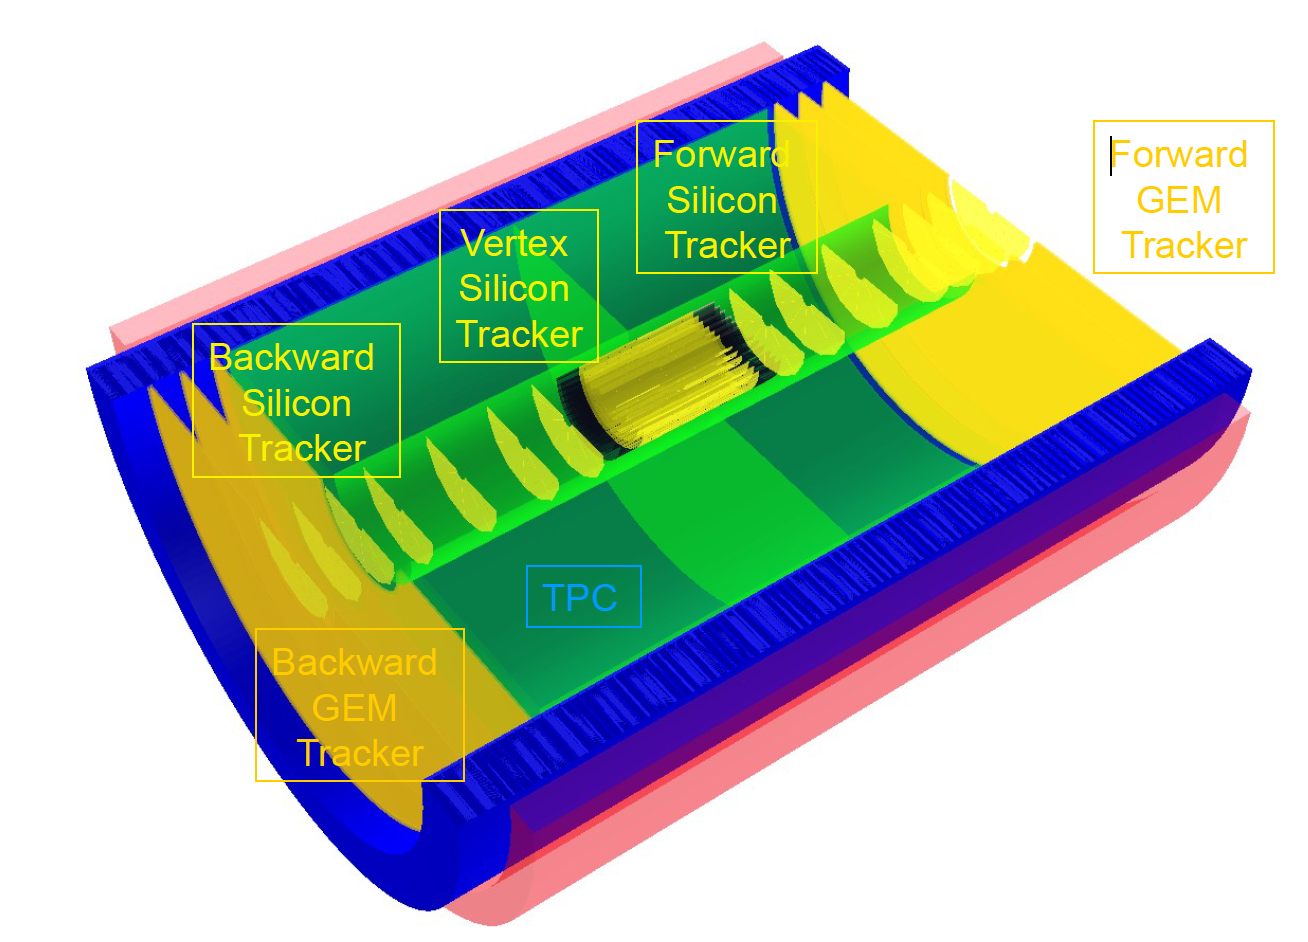 Forward
Silicon
Tracker
Forward
GEM
Tracker
Vertex
Silicon
Tracker
Backward
Silicon
Tracker
TPC
Backward
GEM
Tracker